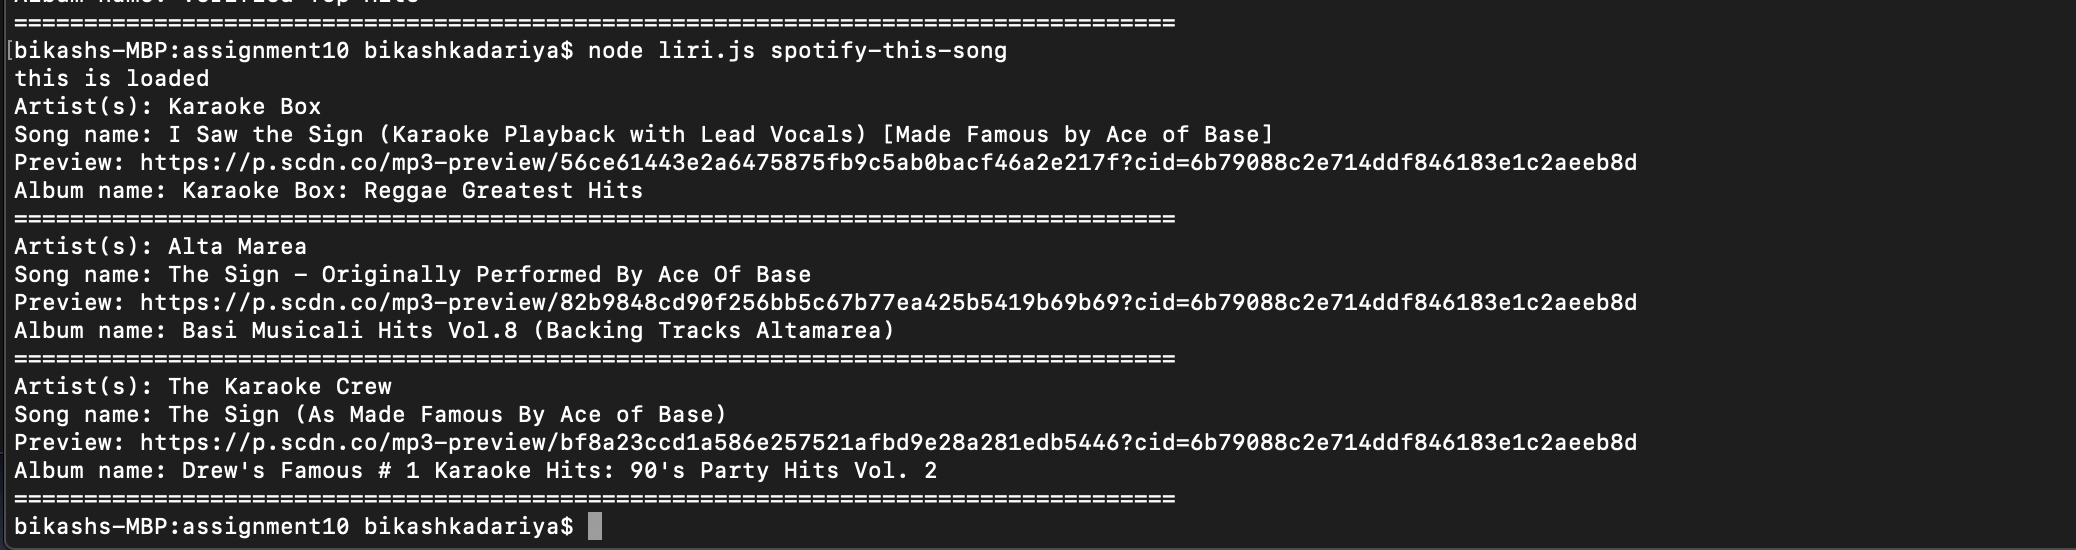 Album name: Verified Top Hits
===================================================================================
[bikashs-MBP:assignment10 bikashkadariya$ node liri.js spotify-this-song
this is loaded
Artist(s): Karaoke Box
Song name: I Saw the Sign (Karaoke Playback with Lead Vocals) [Made Famous by Ace of Base]
Preview: https://p.scdn.co/mp3-preview/56ce61443e2a6475875fb9c5ab0bacf46a2e217f?cid=6b79088c2e714ddf846183e1c2aeeb8d
Album name: Karaoke Box: Reggae Greatest Hits
===================================================================================
Artist(s): Alta Marea
Song name: The Sign - Originally Performed By Ace Of Base
Preview: https://p.scdn.co/mp3-preview/82b9848cd90f256bb5c67b77ea425b5419b69b69?cid=6b79088c2e714ddf846183e1c2aeeb8d
Album name: Basi Musicali Hits Vol.8 (Backing Tracks Altamarea)
===================================================================================
Artist(s): The Karaoke Crew
Song name: The Sign (As Made Famous By Ace of Base)
Preview: https://p.scdn.co/mp3-preview/bf8a23ccd1a586e257521afbd9e28a281edb5446?cid=6b79088c2e714ddf846183e1c2aeeb8d
Album name: Drew's Famous # 1 Karaoke Hits: 90's Party Hits Vol. 2
===================================================================================
bikashs-MBP:assignment10 bikashkadariya$